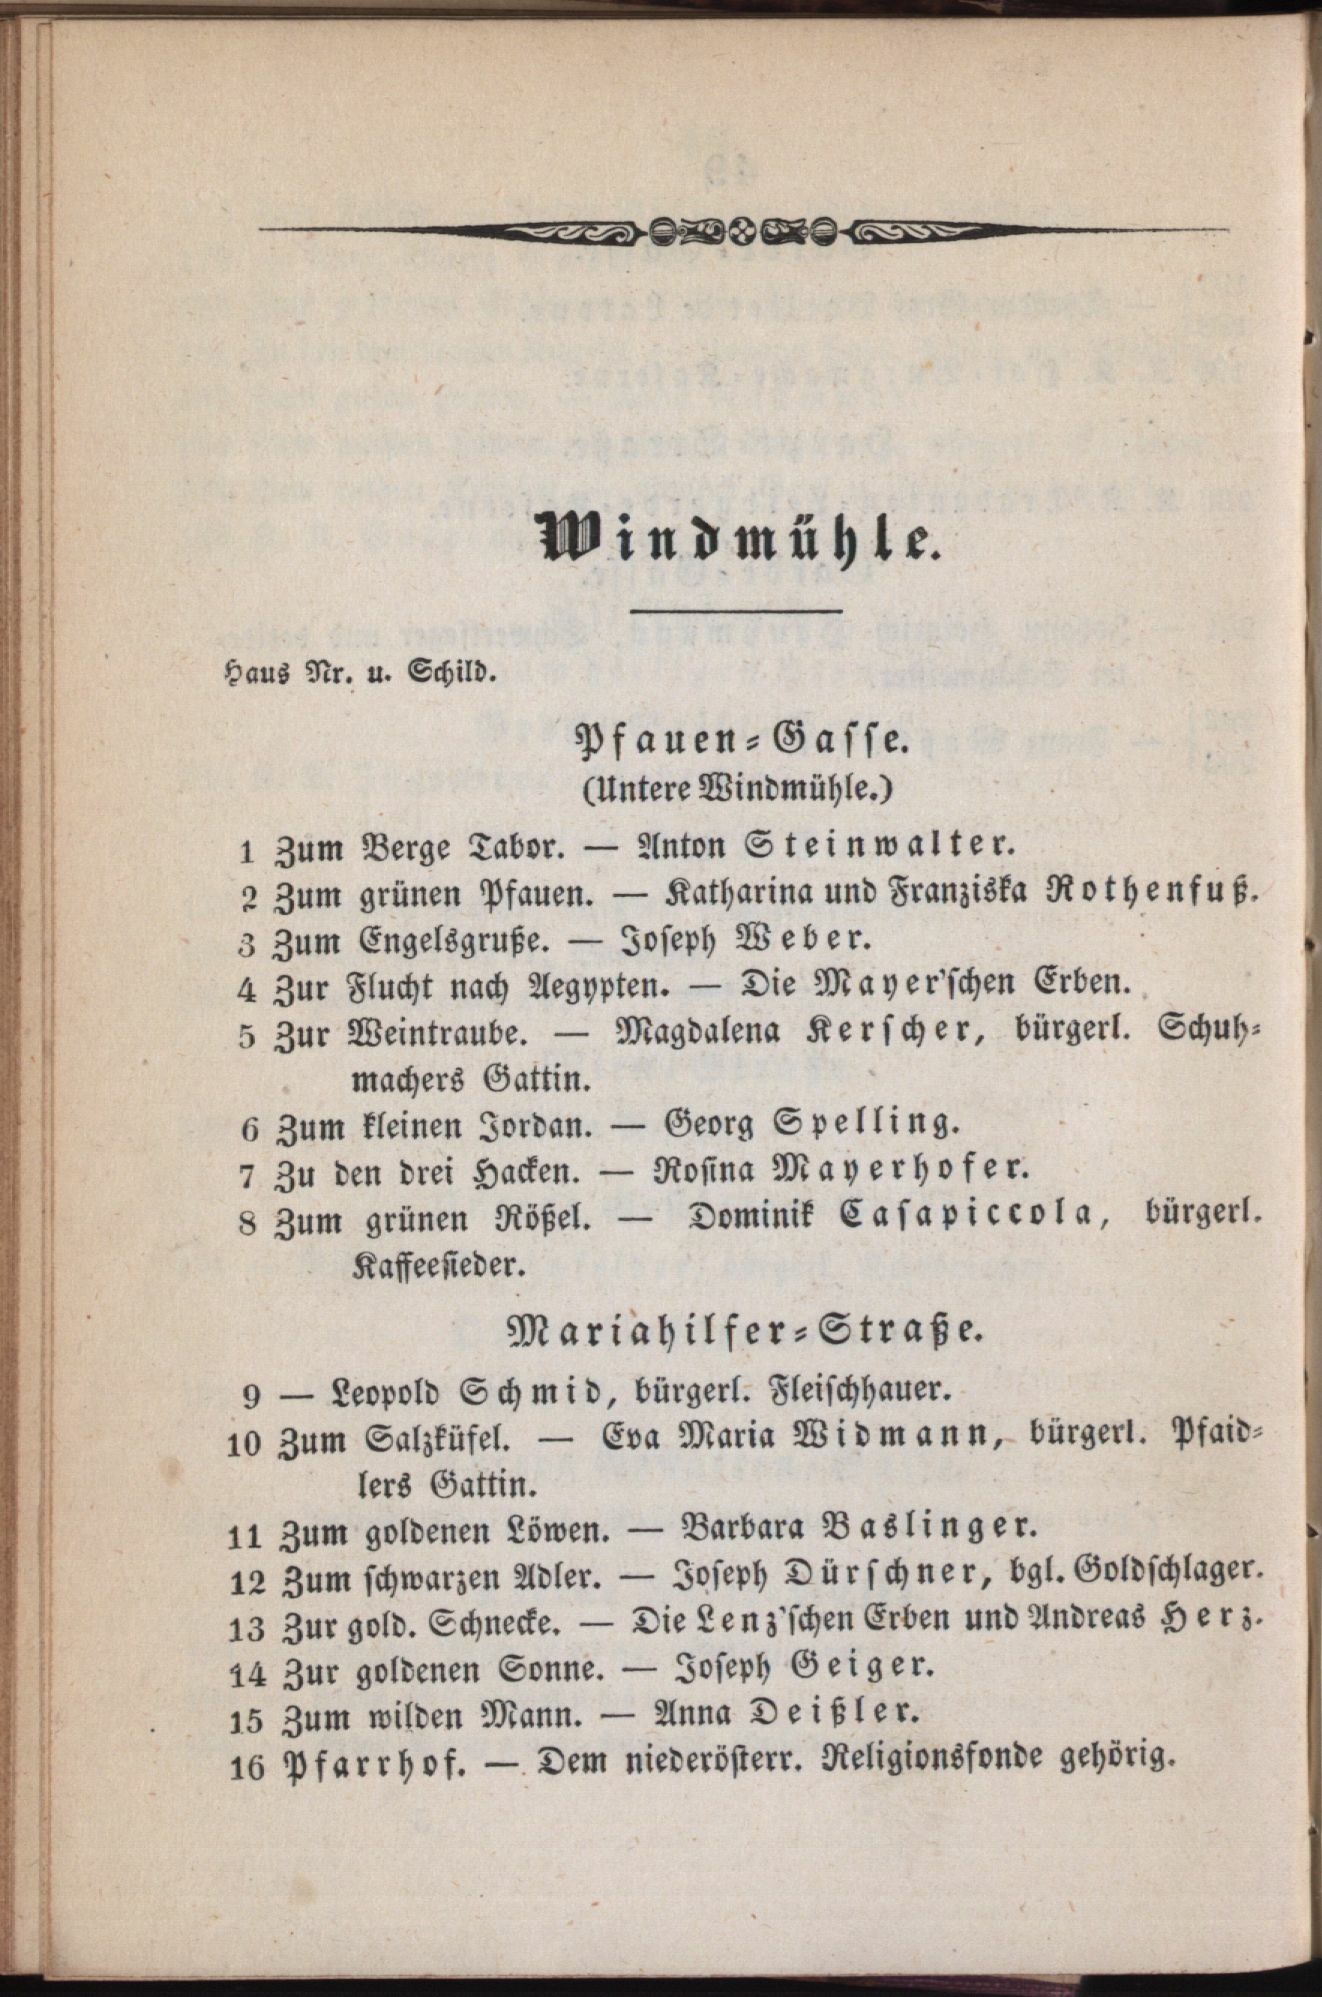 Windmühle.
Haus Nr. u. Schild.
Pfauen-Gasse.
(Untere Windmühle.)
1 Zum Berge Tabor. — Anton Steinwalter.
2 Zum grünen Pfauen. — Katharina und Franziska Rothenfuß.
3 Zum Engelsgruße. — Joseph Weber.
4 Zur Flucht nach Aegypten. — Die Mayer'schen Erben.
5 Zur Weintraube. — Magdalena Kerscher, bürgerl. Schuh-
machers Gattin.
6 Zum kleinen Jordan. — Georg Spelling.
7 Zu den drei Hacken. — Rosina Mayerhofer.
8 Zum grünen Rößel. — Dominik Casapiccola, bürgerl.
Kaffeesieder.
Mariahilfer-Straße.
9 — Leopold Schmid, bürgerl. Fleischhauer.
10 Zum Salzküfel. — Eva Maria Widmann, bürgerl. Pfaid-
lers Gattin.
11 Zum goldenen Löwen. — Barbara Baslinger.
12 Zum schwarzen Adler. — Joseph Dürschner, bgl. Goldschlager.
13 Zur gold. Schnecke. — Die Lenz'schen Erben und Andreas Herz.
14 Zur goldenen Sonne. — Joseph Geiger.
15 Zum wilden Mann. — Anna Deißler.
16 Pfarrhof. — Dem niederösterr. Religionsfonde gehörig.